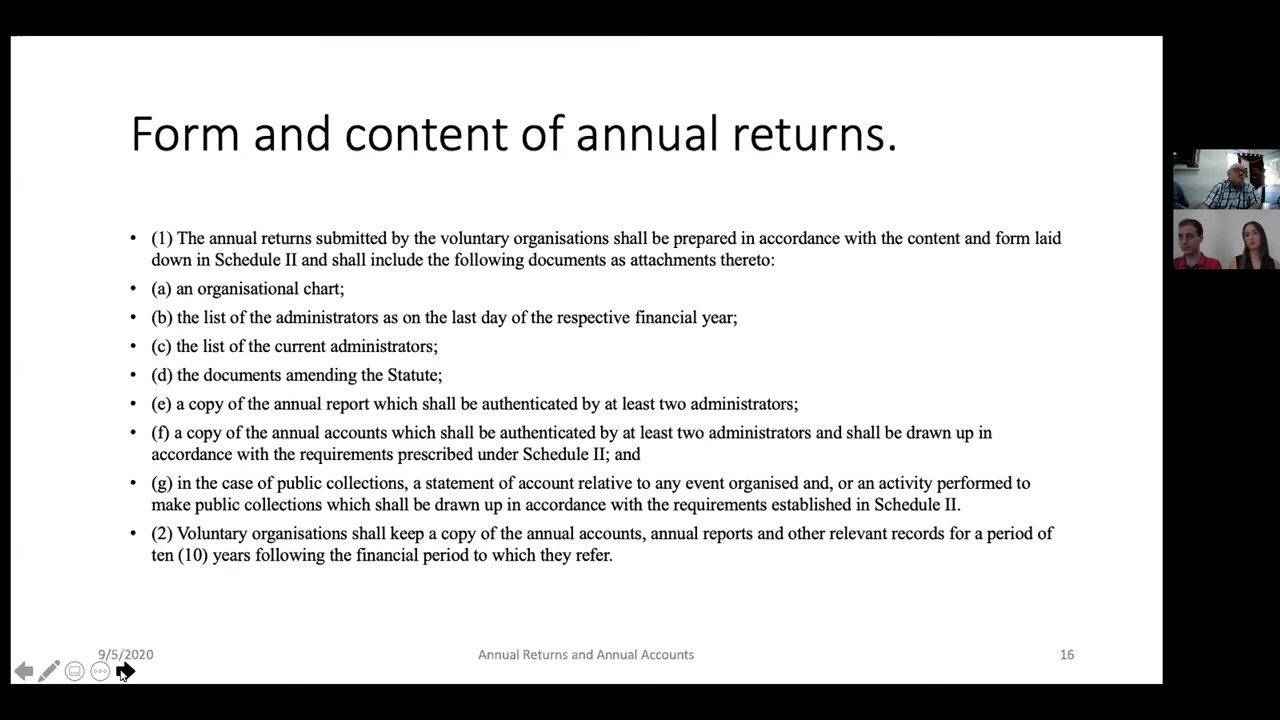 Form and content of annual returns.
• (1) The annual returns submitted by the voluntary organisations shall be prepared in accordance with the content and form laid
down in Schedule II and shall include the following documents as attachments thereto:
• (a) an organisational chart;
• (b) the list of the administrators as on the last day of the respective financial year;
• (c) the list of the current administrators;
• (d) the documents amending the Statute;
• (e) a copy of the annual report which shall be authenticated by at least two administrators;
• (f) a copy of the annual accounts which shall be authenticated by at least two administrators and shall be drawn up in
accordance with the requirements prescribed under Schedule II; and
• (g) in the case of public collections, a statement of account relative to any event organised and, or an activity performed to
make public collections which shall be drawn up in accordance with the requirements established in Schedule II.
• (2) Voluntary organisations shall keep a copy of the annual accounts, annual reports and other relevant records for a period of
ten (10) years following the financial period to which they refer.
9/5/2020
Annual Returns and Annual Accounts
16